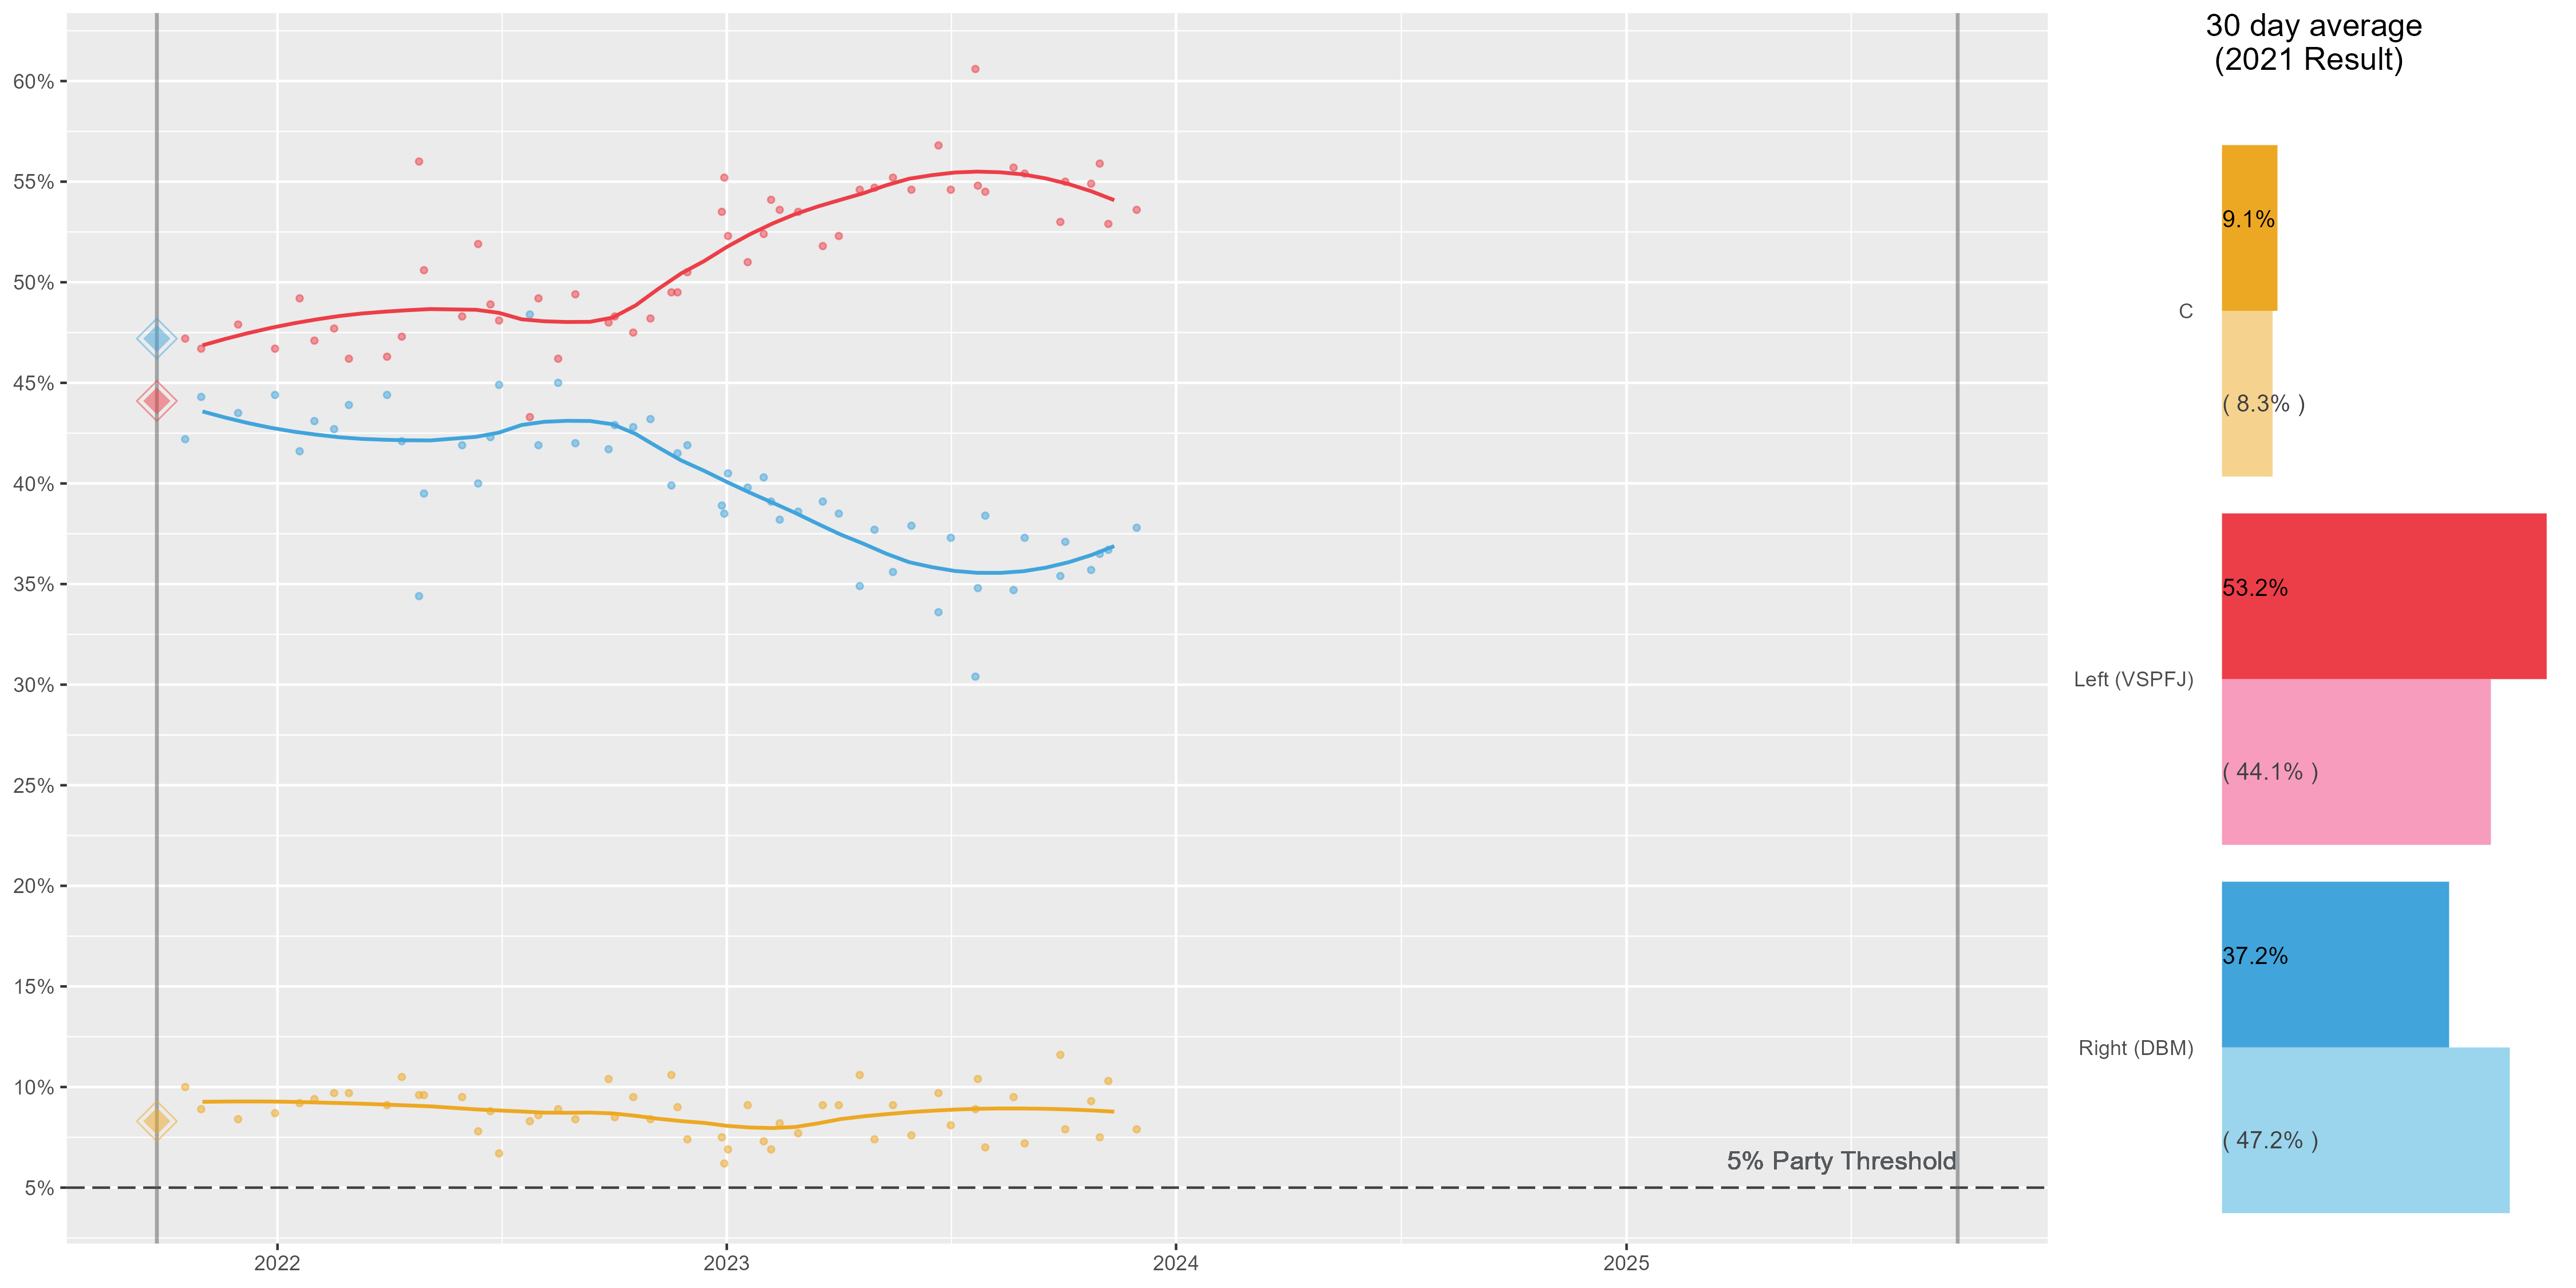 30 day average
(2021 Result)
60%
55%
50%
45%
40%
35%
30%
25%
20%
15%
10%
5%
5% Party Threshold
2022
2023
2024
2025
C
9.1%
( 8.3% )
Left (VSPFJ)
53.2%
( 44.1% )
Right (DBM)
37.2%
( 47.2% )